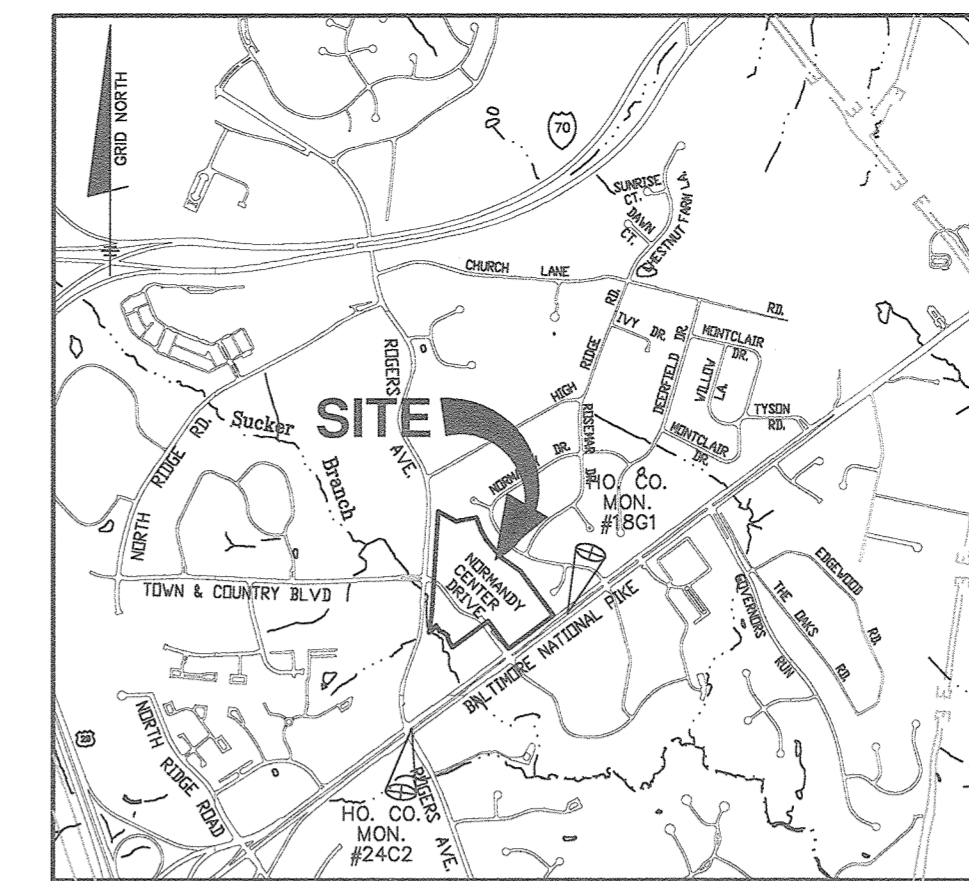 GRID NORTH
70
SUNRISE
CT.
DAWN
CT.
CHESTNUT FARM LA.
CHURCH LANE
RD.
IVY
DR.
HIGH RIDGE RD.
DEERFIELD DR.
MONTCLAIR
DR.
WILLOW
LA.
TYSON
RD.
MONTCLAIR
DR.
ROGERS AVE.
SITE
Sucker
Branch
NORTH RIDGE RD.
ROSEMAR DR.
HO. CO.
MON.
#18G1
NORMANDY
CENTER
DRIVE
TOWN & COUNTRY BLVD
BALTIMORE NATIONAL PIKE
GOVERNORS
RUN
THE OAKS
RD.
EDGEWOOD
RD.
NORTH
RIDGE ROAD
29
ROGERS
AVE.
HO. CO.
MON.
#24C2